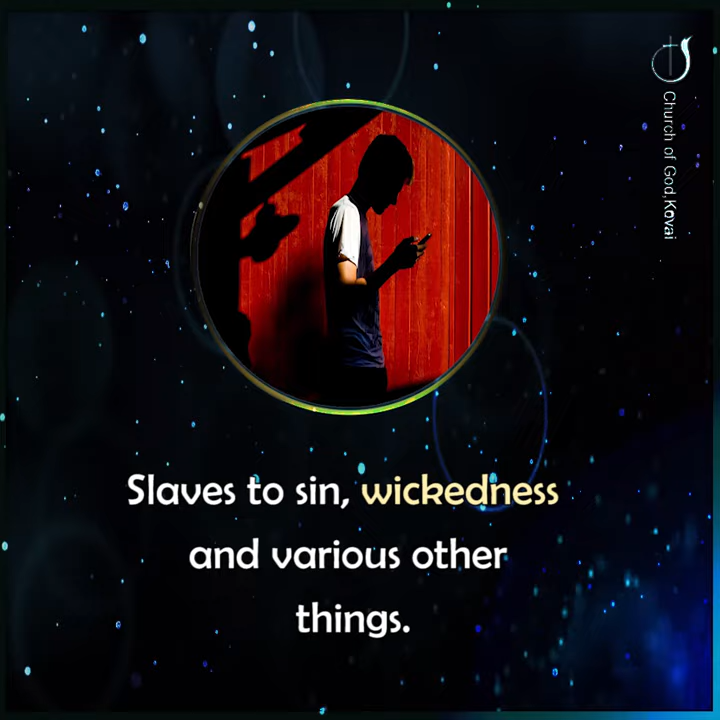 Church of God,Kovai
Slaves to sin, wickedness
and various other
things.